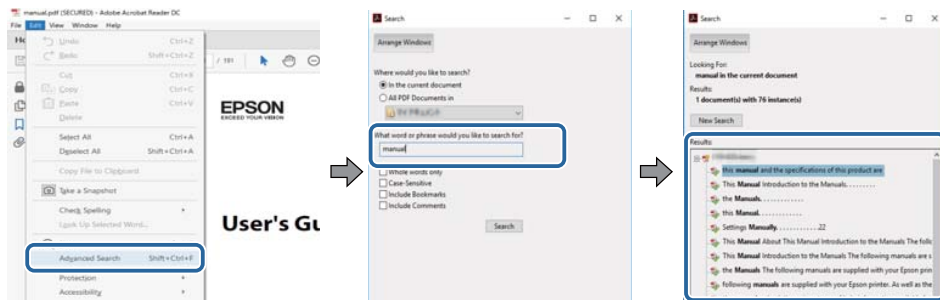 manual.pdf (SECURED) - Adobe Acrobat Reader DC
File Edit View Window Help
Undo Ctrl+Z
Redo Shift+Ctrl+Z
Cut Ctrl+X
Copy Ctrl+C
Paste Ctrl+V
Delete
Select All Ctrl+A
Deselect All Shift+Ctrl+A
Copy File to Clipboard
Take a Snapshot
Check Spelling
Look Up Selected Word...
Advanced Search Shift+Ctrl+F
Protection
Accessibility
/ 191
EPSON
EXCEED YOUR VISION
User's Gu
Search
Arrange Windows
Where would you like to search?
In the current document
All PDF Documents in
What word or phrase would you like to search for?
manual
Whole words only
Case-Sensitive
Include Bookmarks
Include Comments
Search
Search
Arrange Windows
Looking For:
manual in the current document
Results:
1 document(s) with 76 instance(s)
New Search
Results
this manual and the specifications of this product are
This Manual Introduction to the Manuals. . . . . . . . .
the Manuals. . . . . . . . . . . .
this Manual. . . . . . . . . . . .
Settings Manually. . . . . . . . . . . .22
This Manual About This Manual Introduction to the Manuals The follo
This Manual Introduction to the Manuals The following manuals are s
the Manuals The following manuals are supplied with your Epson prin
following manuals are supplied with your Epson printer. As well as the